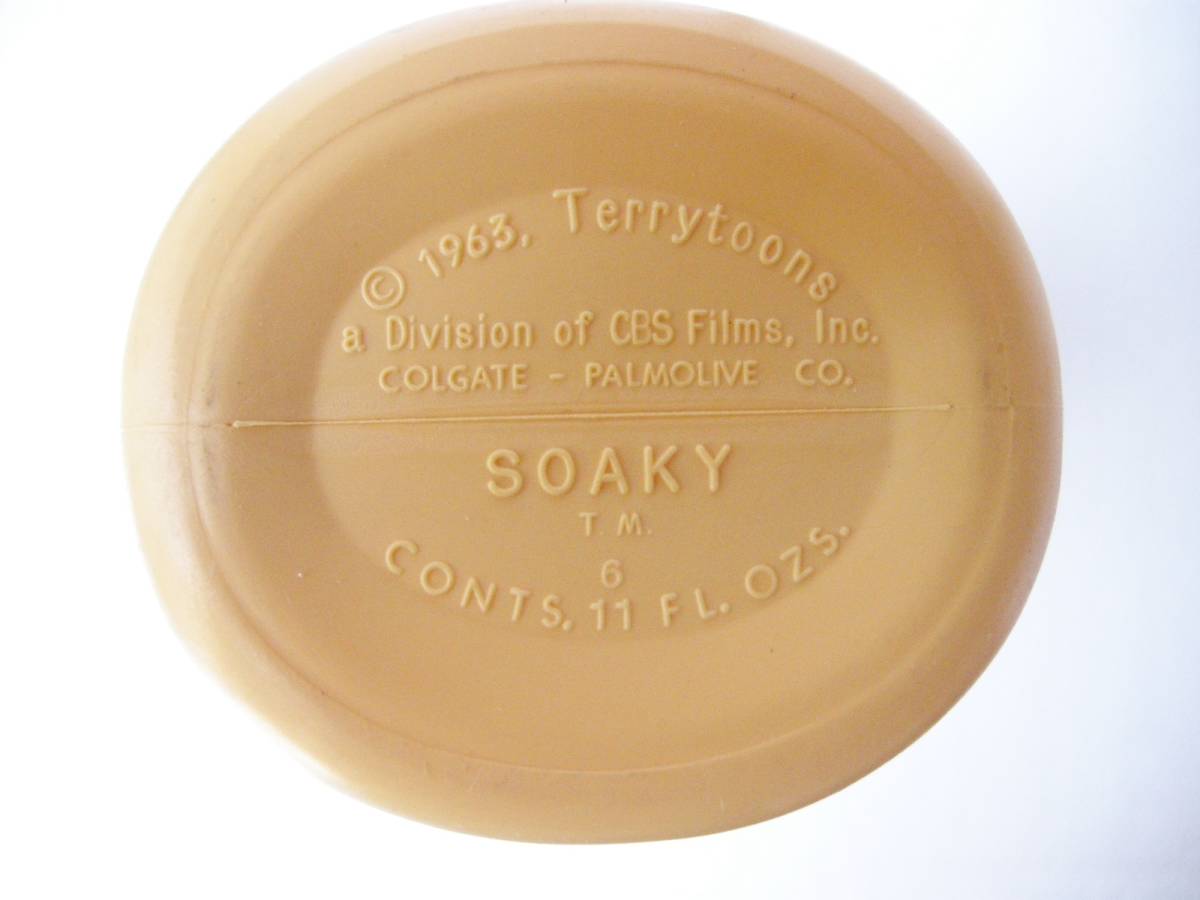 © 1963, Terrytoons
a Division of CBS Films, Inc.
COLGATE - PALMOLIVE CO.
SOAKY
T. M.
6
CONTS. 11 FL. OZS.